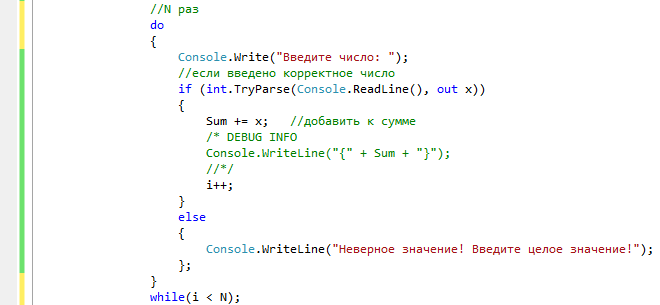 //N раз
do
{
Console.Write("Введите число: ");
//если введено корректное число
if (int.TryParse(Console.ReadLine(), out x))
{
Sum += x;   //добавить к сумме
/* DEBUG INFO
Console.WriteLine("{" + Sum + "}");
//*/
i++;
}
else
{
Console.WriteLine("Неверное значение! Введите целое значение!");
};
}
while(i < N);